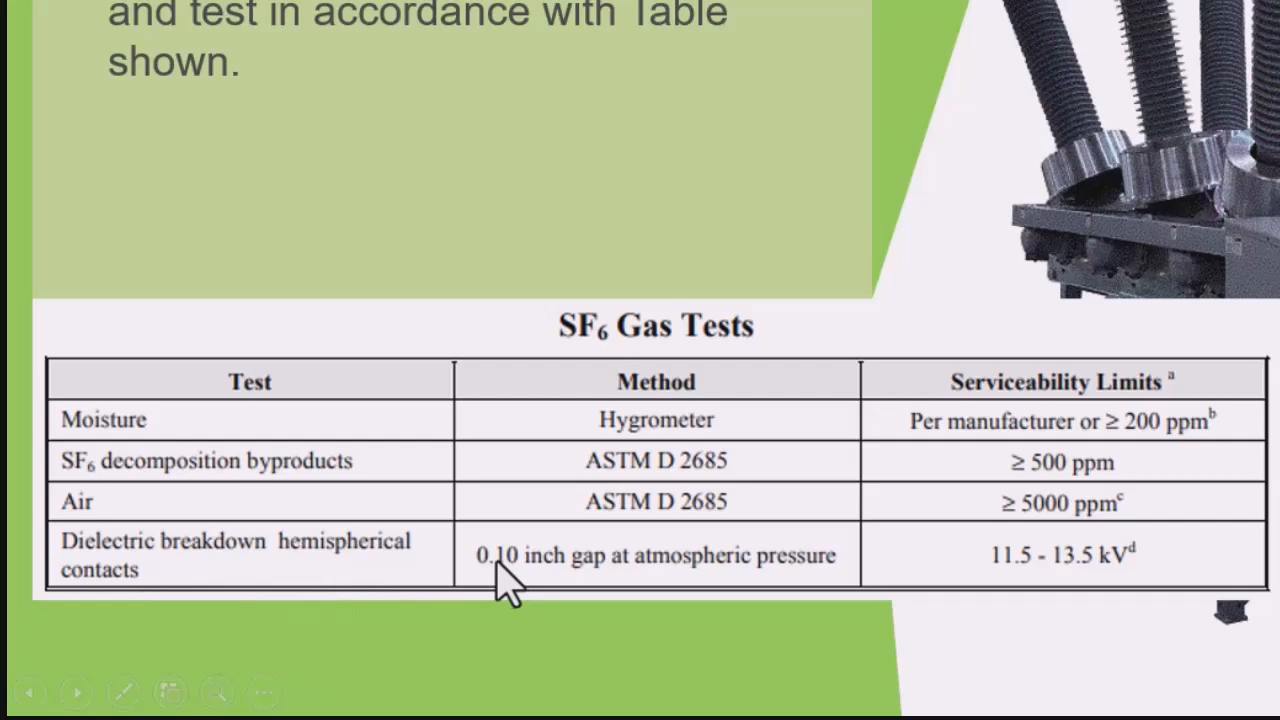 and test in accordance with Table
shown.
SF₆ Gas Tests
Test Method Serviceability Limits ᵃ
Moisture Hygrometer Per manufacturer or ≥ 200 ppmᵇ
SF₆ decomposition byproducts ASTM D 2685 ≥ 500 ppm
Air ASTM D 2685 ≥ 5000 ppmᶜ
Dielectric breakdown hemispherical
contacts 0.10 inch gap at atmospheric pressure 11.5 - 13.5 kVᵈ